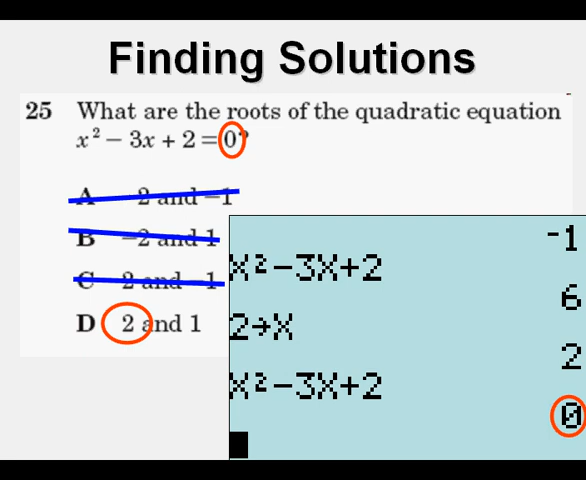 Finding Solutions
25 What are the roots of the quadratic equation
x² − 3x + 2 = 0?
A 2 and −1
B −2 and 1
C 2 and −1
D 2 and 1
-1
X²-3X+2
6
2→X
2
X²-3X+2
0